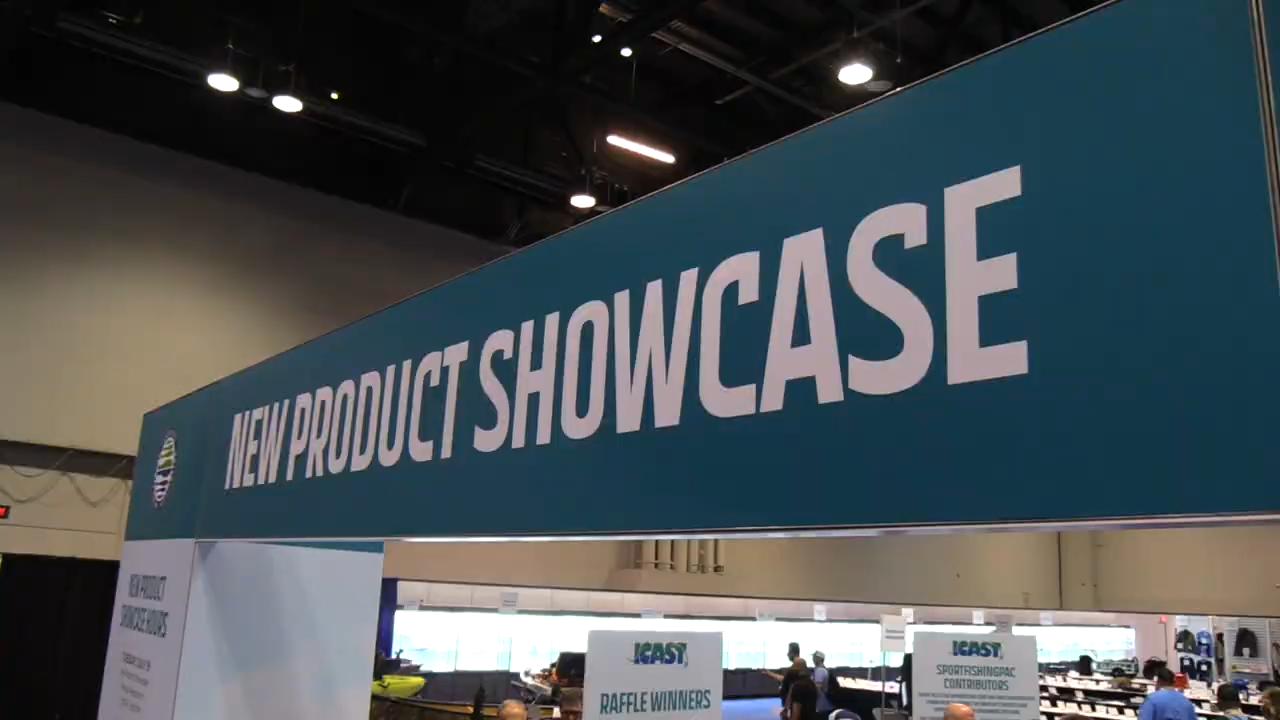 NEW PRODUCT SHOWCASE
NEW PRODUCT
SHOWCASE HOURS
ICAST
RAFFLE WINNERS
ICAST
SPORTFISHINGPAC
CONTRIBUTORS